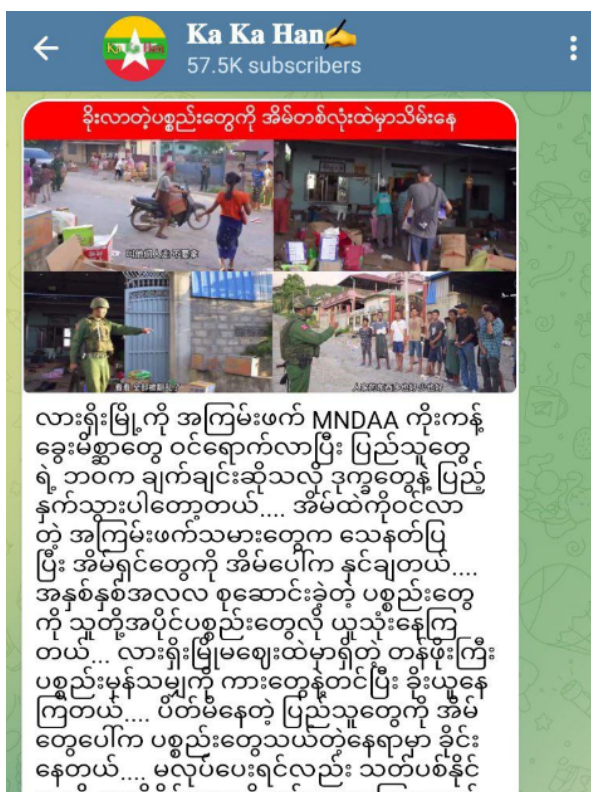 Ka Ka Han✍
57.5K subscribers
ခိုးလာတဲ့ပစ္စည်းတွေကို အိမ်တစ်လုံးထဲမှာသိမ်းနေ
လားရှိုးမြို့ကို အကြမ်းဖက် MNDAA ကိုးကန့်
ခွေးမိစ္ဆာတွေ ဝင်ရောက်လာပြီး ပြည်သူတွေ
ရဲ့ ဘဝက ချက်ချင်းဆိုသလို ဒုက္ခတွေနဲ့ ပြည့်
နှက်သွားပါတော့တယ်.... အိမ်ထဲကိုဝင်လာ
တဲ့ အကြမ်းဖက်သမားတွေက သေနတ်ပြ
ပြီး အိမ်ရှင်တွေကို အိမ်ပေါ်က နှင်ချတယ်....
အနှစ်နှစ်အလလ စုဆောင်းခဲ့တဲ့ ပစ္စည်းတွေ
ကို သူတို့အပိုင်ပစ္စည်းတွေလို ယူသုံးနေကြ
တယ်... လားရှိုးမြို့မဈေးထဲမှာရှိတဲ့ တန်ဖိုးကြီး
ပစ္စည်းမှန်သမျှကို ကားတွေနဲ့တင်ပြီး ခိုးယူနေ
ကြတယ်.... ပိတ်မိနေတဲ့ ပြည်သူတွေကို အိမ်
တွေပေါ်က ပစ္စည်းတွေသယ်တဲ့နေရာမှာ ခိုင်း
နေတယ်.... မလုပ်ပေးရင်လည်း သတ်ပစ်နိုင်